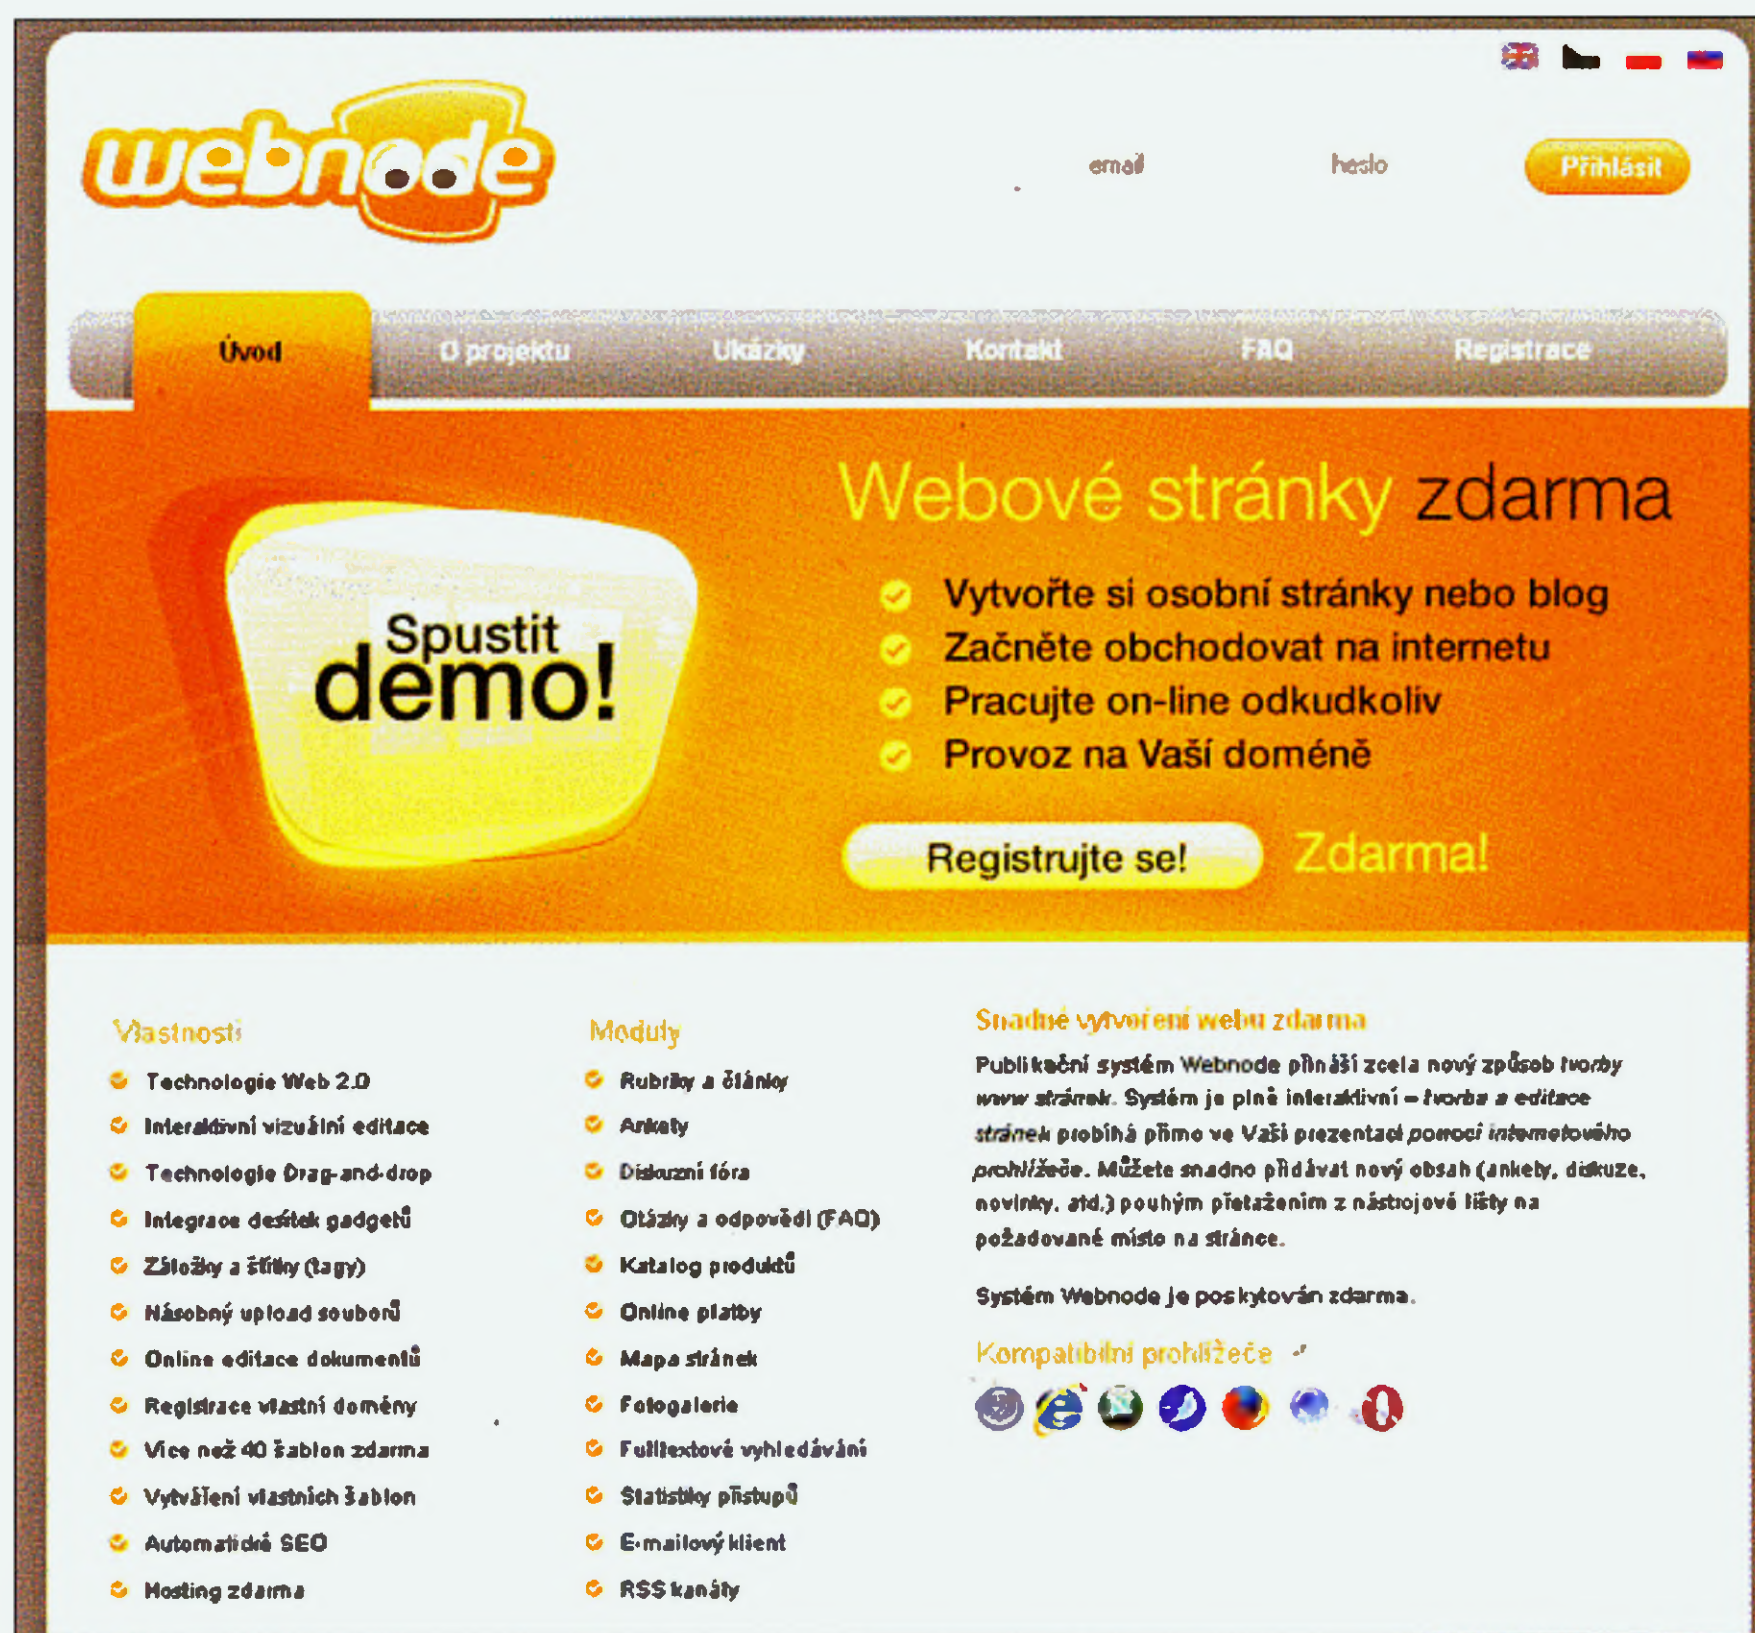 webnode
email heslo Přihlásit
Úvod O projektu Ukázky Kontakt FAQ Registrace
Webové stránky zdarma
Spustit
demo!
Vytvořte si osobní stránky nebo blog
Začněte obchodovat na internetu
Pracujte on-line odkudkoliv
Provoz na Vaší doméně
Registrujte se! Zdarma!
Vlastnosti
Technologie Web 2.0
Interaktivní vizuální editace
Technologie Drag-and-drop
Integrace desítek gadgetů
Záložky a štítky (tagy)
Násobný upload souborů
Online editace dokumentů
Registrace vlastní domény
Více než 40 šablon zdarma
Vytváření vlastních šablon
Automatické SEO
Hosting zdarma
Moduly
Rubriky a články
Ankety
Diskuzní fóra
Otázky a odpovědi (FAQ)
Katalog produktů
Online platby
Mapa stránek
Fotogalerie
Fulltextové vyhledávání
Statistiky přístupů
E-mailový klient
RSS kanály
Snadné vytvoření webu zdarma
Publikační systém Webnode přináší zcela nový způsob tvorby
www stránek. Systém je plně interaktivní – tvorba a editace
stránek probíhá přímo ve Vaší prezentaci pomocí internetového
prohlížeče. Můžete snadno přidávat nový obsah (ankety, diskuze,
novinky, atd.) pouhým přetažením z nástrojové lišty na
požadované místo na stránce.
Systém Webnode je poskytován zdarma.
Kompatibilní prohlížeče